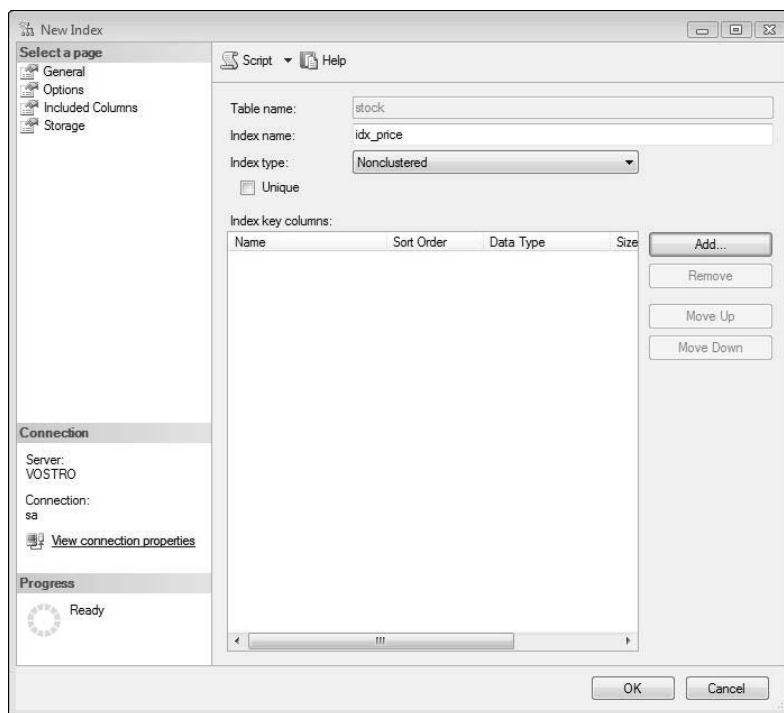 New Index
Select a page
General
Options
Included Columns
Storage
Script Help
Table name: stock
Index name: idx_price
Index type: Nonclustered
Unique
Index key columns:
Name Sort Order Data Type Size
Add...
Remove
Move Up
Move Down
Connection
Server:
VOSTRO
Connection:
sa
View connection properties
Progress
Ready
OK Cancel